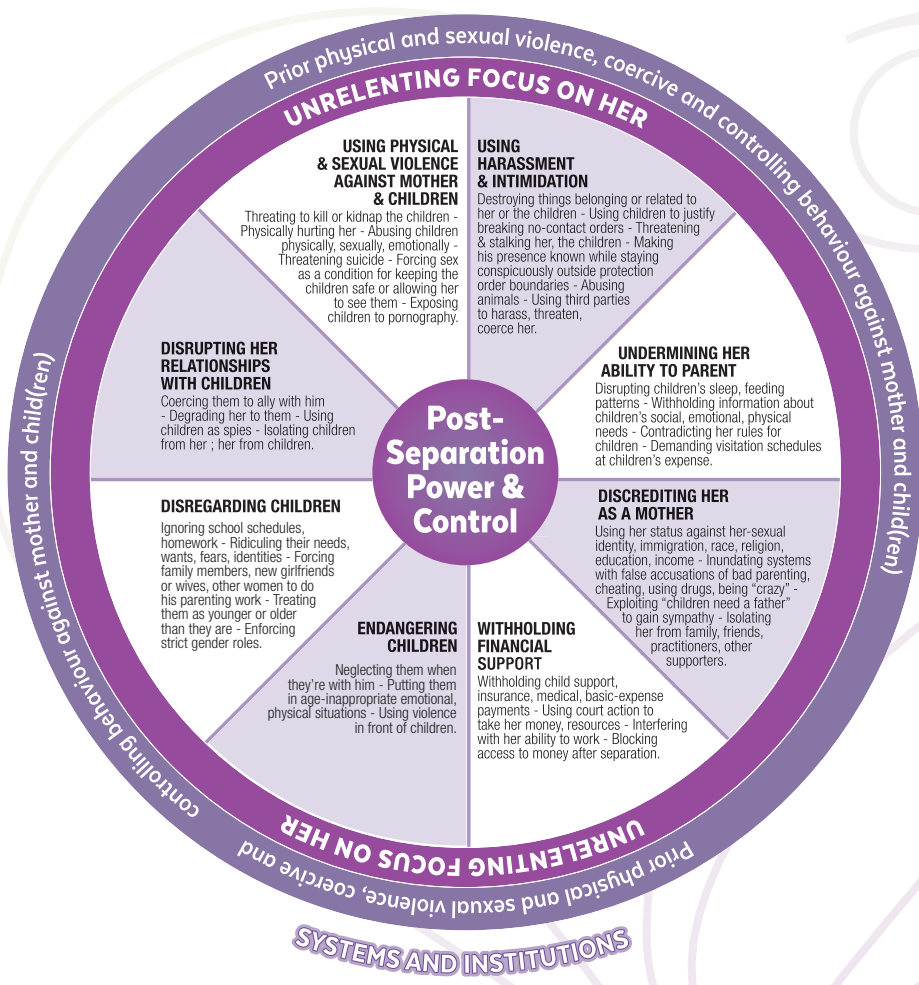 Prior physical and sexual violence, coercive and controlling behaviour against mother and child(ren)
UNRELENTING FOCUS ON HER
USING PHYSICAL
& SEXUAL VIOLENCE
AGAINST MOTHER
& CHILDREN
Threating to kill or kidnap the children -
Physically hurting her - Abusing children
physically, sexually, emotionally -
Threatening suicide - Forcing sex
as a condition for keeping the
children safe or allowing her
to see them - Exposing
children to pornography.
USING
HARASSMENT
& INTIMIDATION
Destroying things belonging or related to
her or the children - Using children to justify
breaking no-contact orders - Threatening
& stalking her, the children - Making
his presence known while staying
conspicuously outside protection
order boundaries - Abusing
animals - Using third parties
to harass, threaten,
coerce her.
UNDERMINING HER
ABILITY TO PARENT
Disrupting children's sleep, feeding
patterns - Withholding information about
children's social, emotional, physical
needs - Contradicting her rules for
children - Demanding visitation schedules
at children's expense.
DISCREDITING HER
AS A MOTHER
Using her status against her-sexual
identity, immigration, race, religion,
education, income - Inundating systems
with false accusations of bad parenting,
cheating, using drugs, being “crazy” -
Exploiting “children need a father”
to gain sympathy - Isolating
her from family, friends,
practitioners, other
supporters.
WITHHOLDING
FINANCIAL
SUPPORT
Withholding child support,
insurance, medical, basic-expense
payments - Using court action to
take her money, resources - Interfering
with her ability to work - Blocking
access to money after separation.
ENDANGERING
CHILDREN
Neglecting them when
they're with him - Putting them
in age-inappropriate emotional,
physical situations - Using violence
in front of children.
DISREGARDING CHILDREN
Ignoring school schedules,
homework - Ridiculing their needs,
wants, fears, identities - Forcing
family members, new girlfriends
or wives, other women to do
his parenting work - Treating
them as younger or older
than they are - Enforcing
strict gender roles.
DISRUPTING HER
RELATIONSHIPS
WITH CHILDREN
Coercing them to ally with him
- Degrading her to them - Using
children as spies - Isolating children
from her ; her from children.
Post-
Separation
Power &
Control
UNRELENTING FOCUS ON HER
Prior physical and sexual violence, coercive and controlling behaviour against mother and child(ren)
SYSTEMS AND INSTITUTIONS